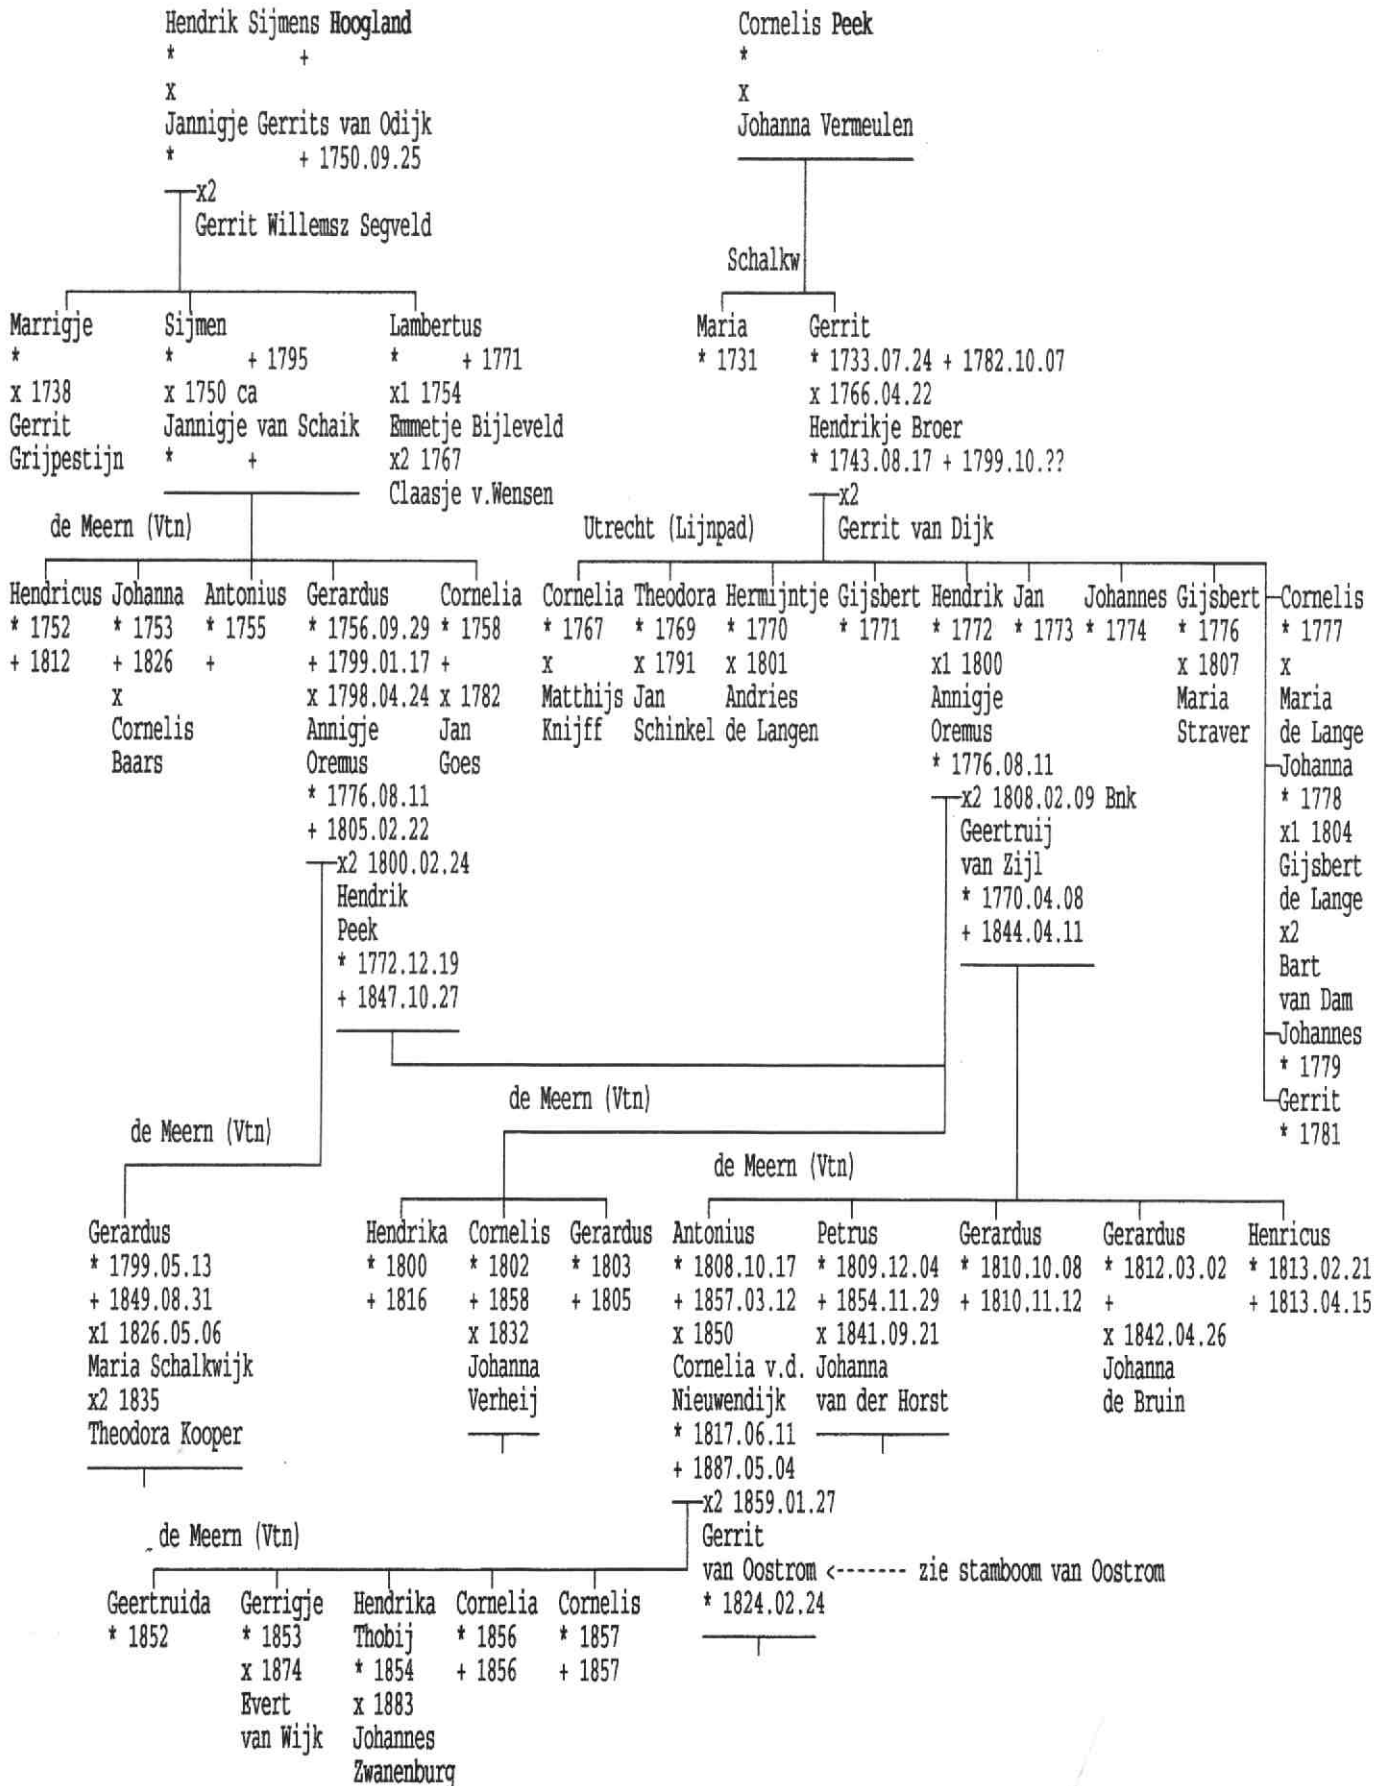 Hendrik Sijmens Hoogland
* +
x
Jannigje Gerrits van Odijk
* + 1750.09.25
x2
Gerrit Willemsz Segveld
Cornelis Peek
*
x
Johanna Vermeulen
Schalkw
Marrigje
*
x 1738
Gerrit
Grijpestijn
Sijmen
* + 1795
x 1750 ca
Jannigje van Schaik
* +
Lambertus
* + 1771
x1 1754
Emmetje Bijleveld
x2 1767
Claasje v.Wensen
Maria
* 1731
Gerrit
* 1733.07.24 + 1782.10.07
x 1766.04.22
Hendrikje Broer
* 1743.08.17 + 1799.10.??
x2
Gerrit van Dijk
de Meern (Vtn)
Hendricus
* 1752
+ 1812
Johanna
* 1753
+ 1826
x
Cornelis
Baars
Antonius
* 1755
+
Gerardus
* 1756.09.29
+ 1799.01.17
x 1798.04.24
Annigje
Oremus
* 1776.08.11
+ 1805.02.22
x2 1800.02.24
Hendrik
Peek
* 1772.12.19
+ 1847.10.27
Cornelia
* 1758
+
x 1782
Jan
Goes
Utrecht (Lijnpad)
Cornelia
* 1767
x
Matthijs
Knijff
Theodora
* 1769
x 1791
Jan
Schinkel
Hermijntje
* 1770
x 1801
Andries
de Langen
Gijsbert
* 1771
Hendrik
* 1772
x1 1800
Annigje
Oremus
* 1776.08.11
x2 1808.02.09 Bnk
Geertruij
van Zijl
* 1770.04.08
+ 1844.04.11
Jan
* 1773
Johannes
* 1774
Gijsbert
* 1776
x 1807
Maria
Straver
Cornelis
* 1777
x
Maria
de Lange
Johanna
* 1778
x1 1804
Gijsbert
de Lange
x2
Bart
van Dam
Johannes
* 1779
Gerrit
* 1781
de Meern (Vtn)
Gerardus
* 1799.05.13
+ 1849.08.31
x1 1826.05.06
Maria Schalkwijk
x2 1835
Theodora Kooper
de Meern (Vtn)
Hendrika
* 1800
+ 1816
Cornelis
* 1802
+ 1858
x 1832
Johanna
Verheij
Gerardus
* 1803
+ 1805
de Meern (Vtn)
Antonius
* 1808.10.17
+ 1857.03.12
x 1850
Cornelia v.d.
Nieuwendijk
* 1817.06.11
+ 1887.05.04
x2 1859.01.27
Gerrit
van Oostrom <------- zie stamboom van Oostrom
* 1824.02.24
Petrus
* 1809.12.04
+ 1854.11.29
x 1841.09.21
Johanna
van der Horst
Gerardus
* 1810.10.08
+ 1810.11.12
Gerardus
* 1812.03.02
+
x 1842.04.26
Johanna
de Bruin
Henricus
* 1813.02.21
+ 1813.04.15
de Meern (Vtn)
Geertruida
* 1852
Gerrigje
* 1853
x 1874
Evert
van Wijk
Hendrika
Thobij
* 1854
x 1883
Johannes
Zwanenburg
Cornelia
* 1856
+ 1856
Cornelis
* 1857
+ 1857